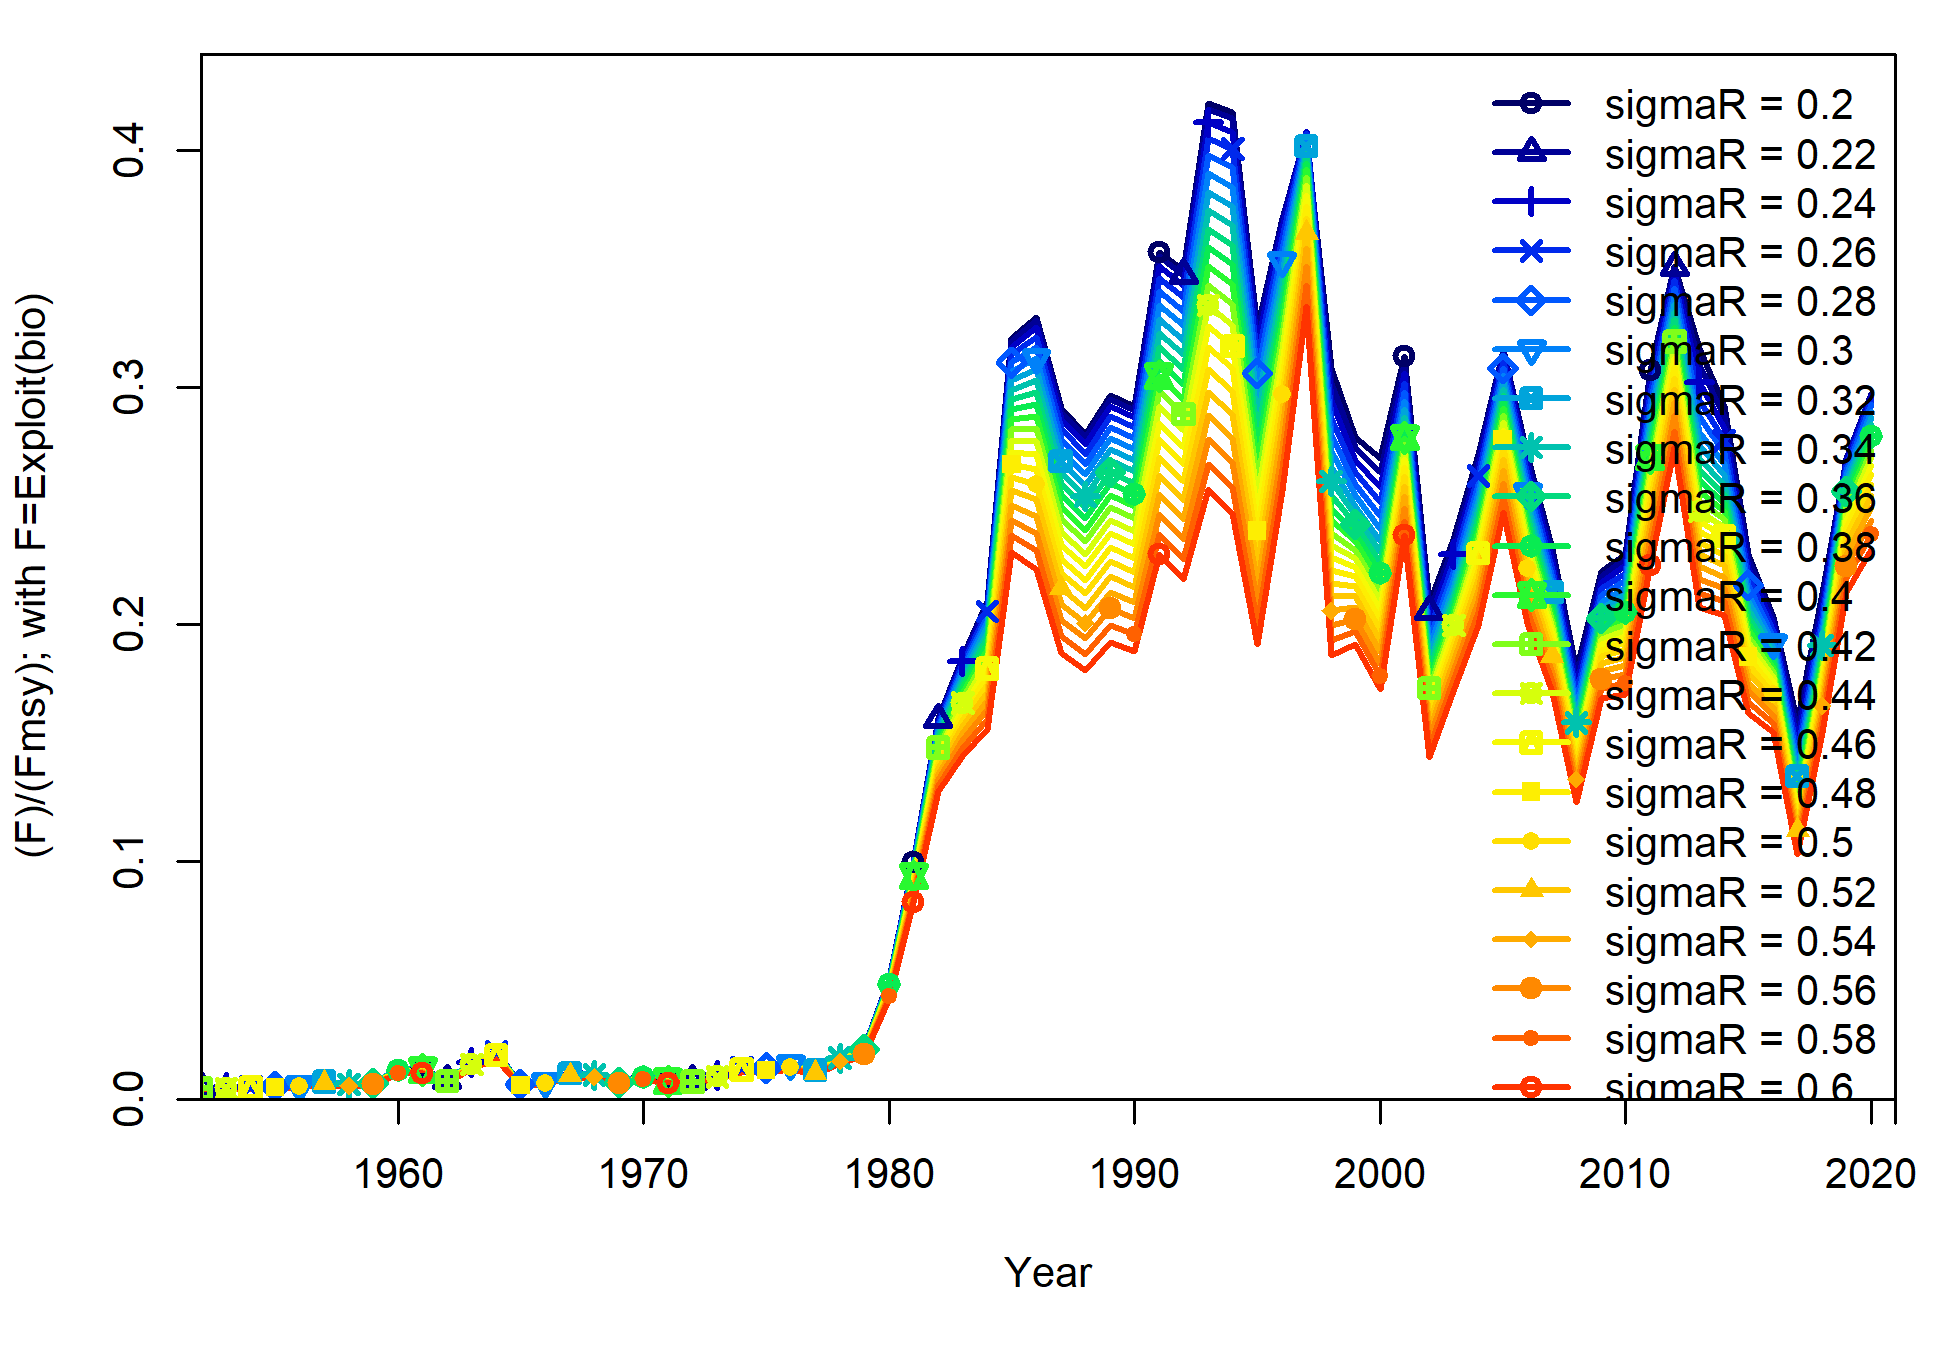 (F)/(Fmsy); with F=Exploit(bio)
0.4
0.3
0.2
0.1
0.0
sigmaR = 0.2
sigmaR = 0.22
sigmaR = 0.24
sigmaR = 0.26
sigmaR = 0.28
sigmaR = 0.3
sigmaR = 0.32
sigmaR = 0.34
sigmaR = 0.36
sigmaR = 0.38
sigmaR = 0.4
sigmaR = 0.42
sigmaR = 0.44
sigmaR = 0.46
sigmaR = 0.48
sigmaR = 0.5
sigmaR = 0.52
sigmaR = 0.54
sigmaR = 0.56
sigmaR = 0.58
sigmaR = 0.6
1960 1970 1980 1990 2000 2010 2020
Year